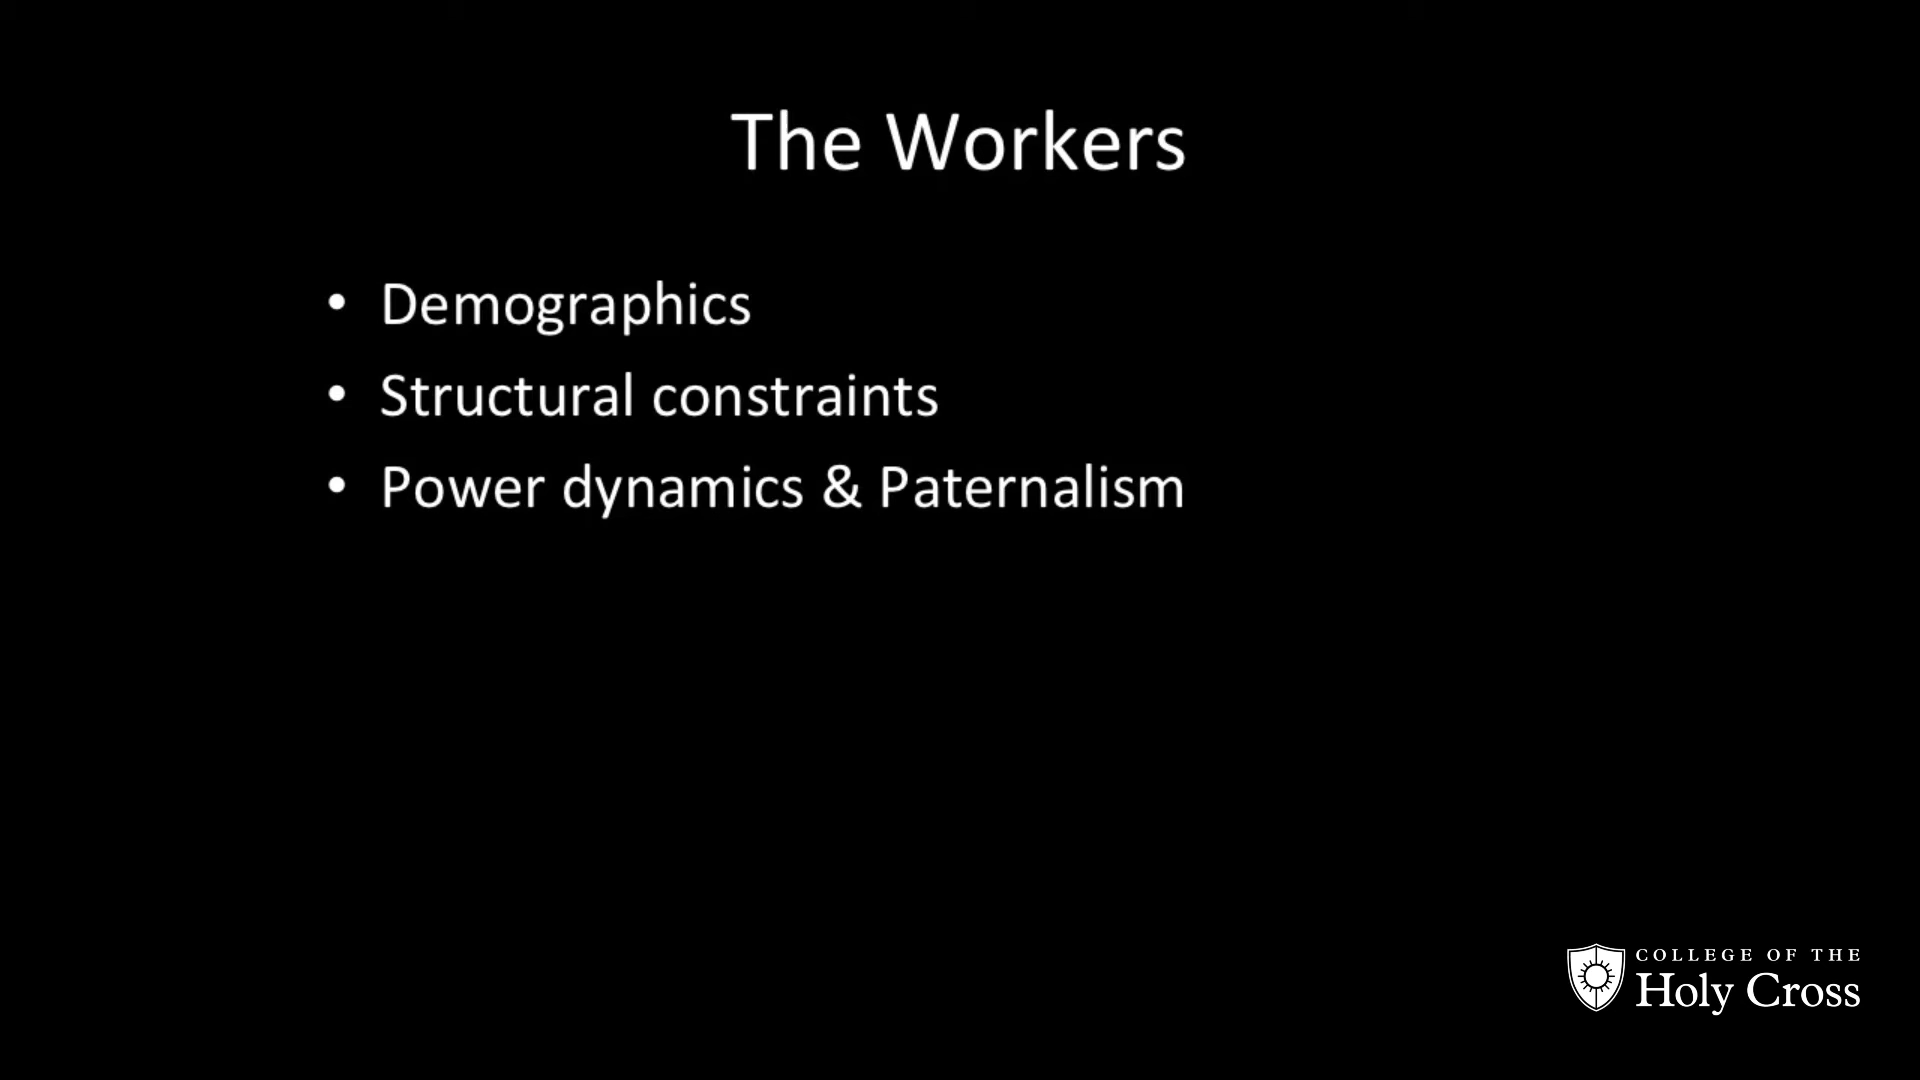 The Workers
• Demographics
• Structural constraints
• Power dynamics & Paternalism
COLLEGE OF THE
Holy Cross